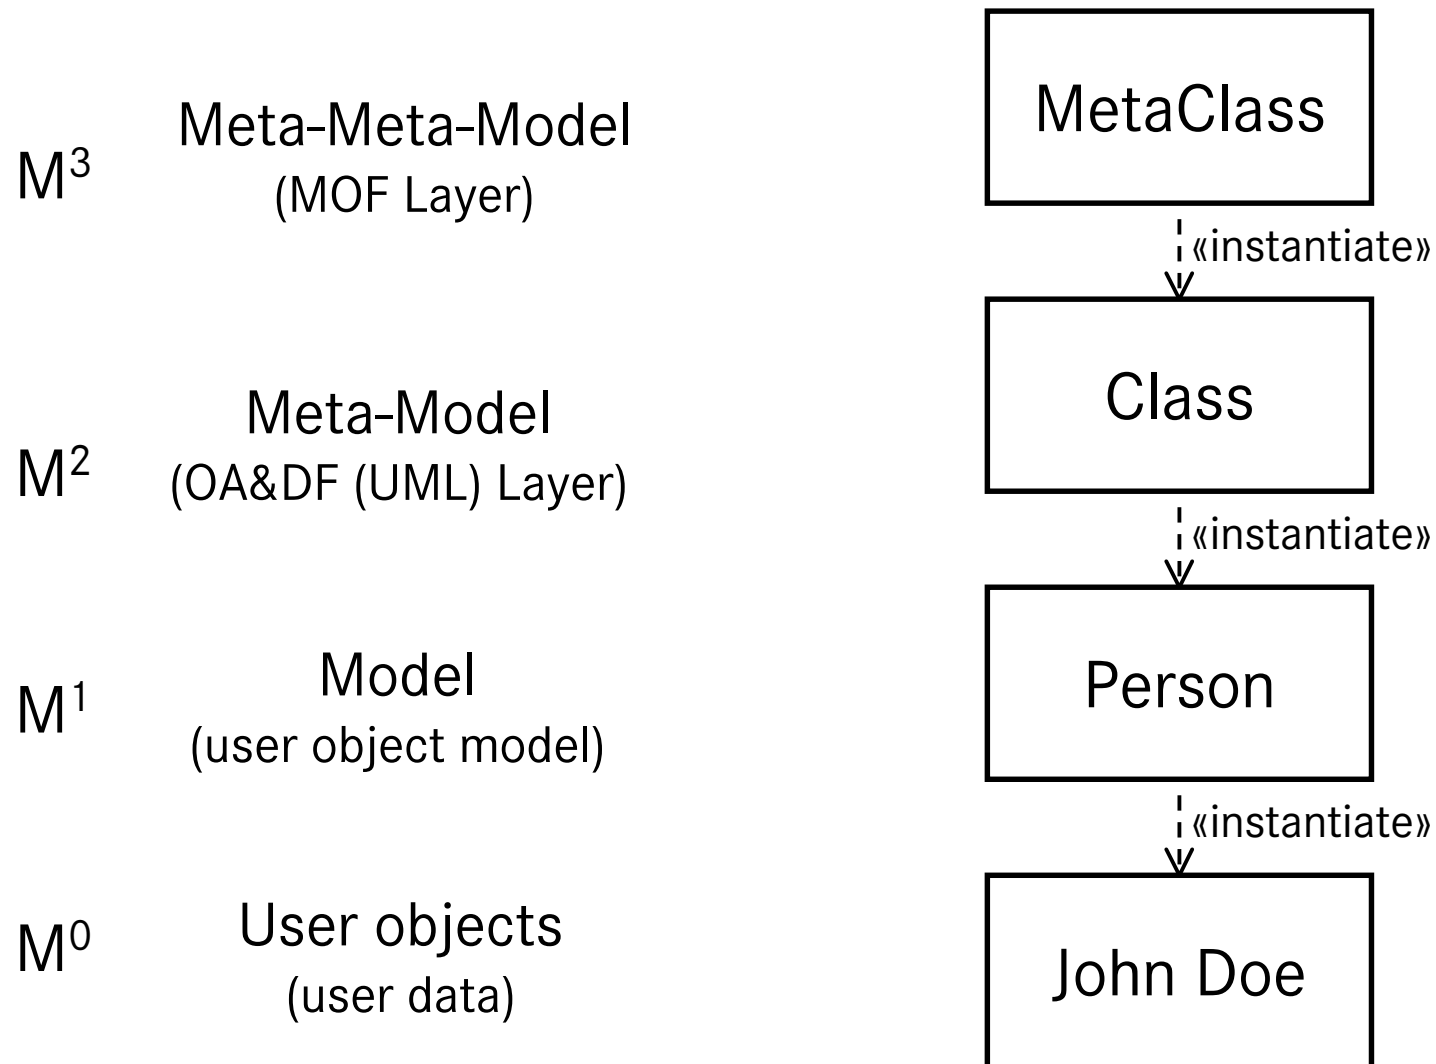 MetaClass
Meta-Meta-Model
M³
(MOF Layer)
«instantiate»
Class
Meta-Model
M²
(OA&DF (UML) Layer)
«instantiate»
Person
Model
M¹
(user object model)
«instantiate»
User objects
M⁰
John Doe
(user data)